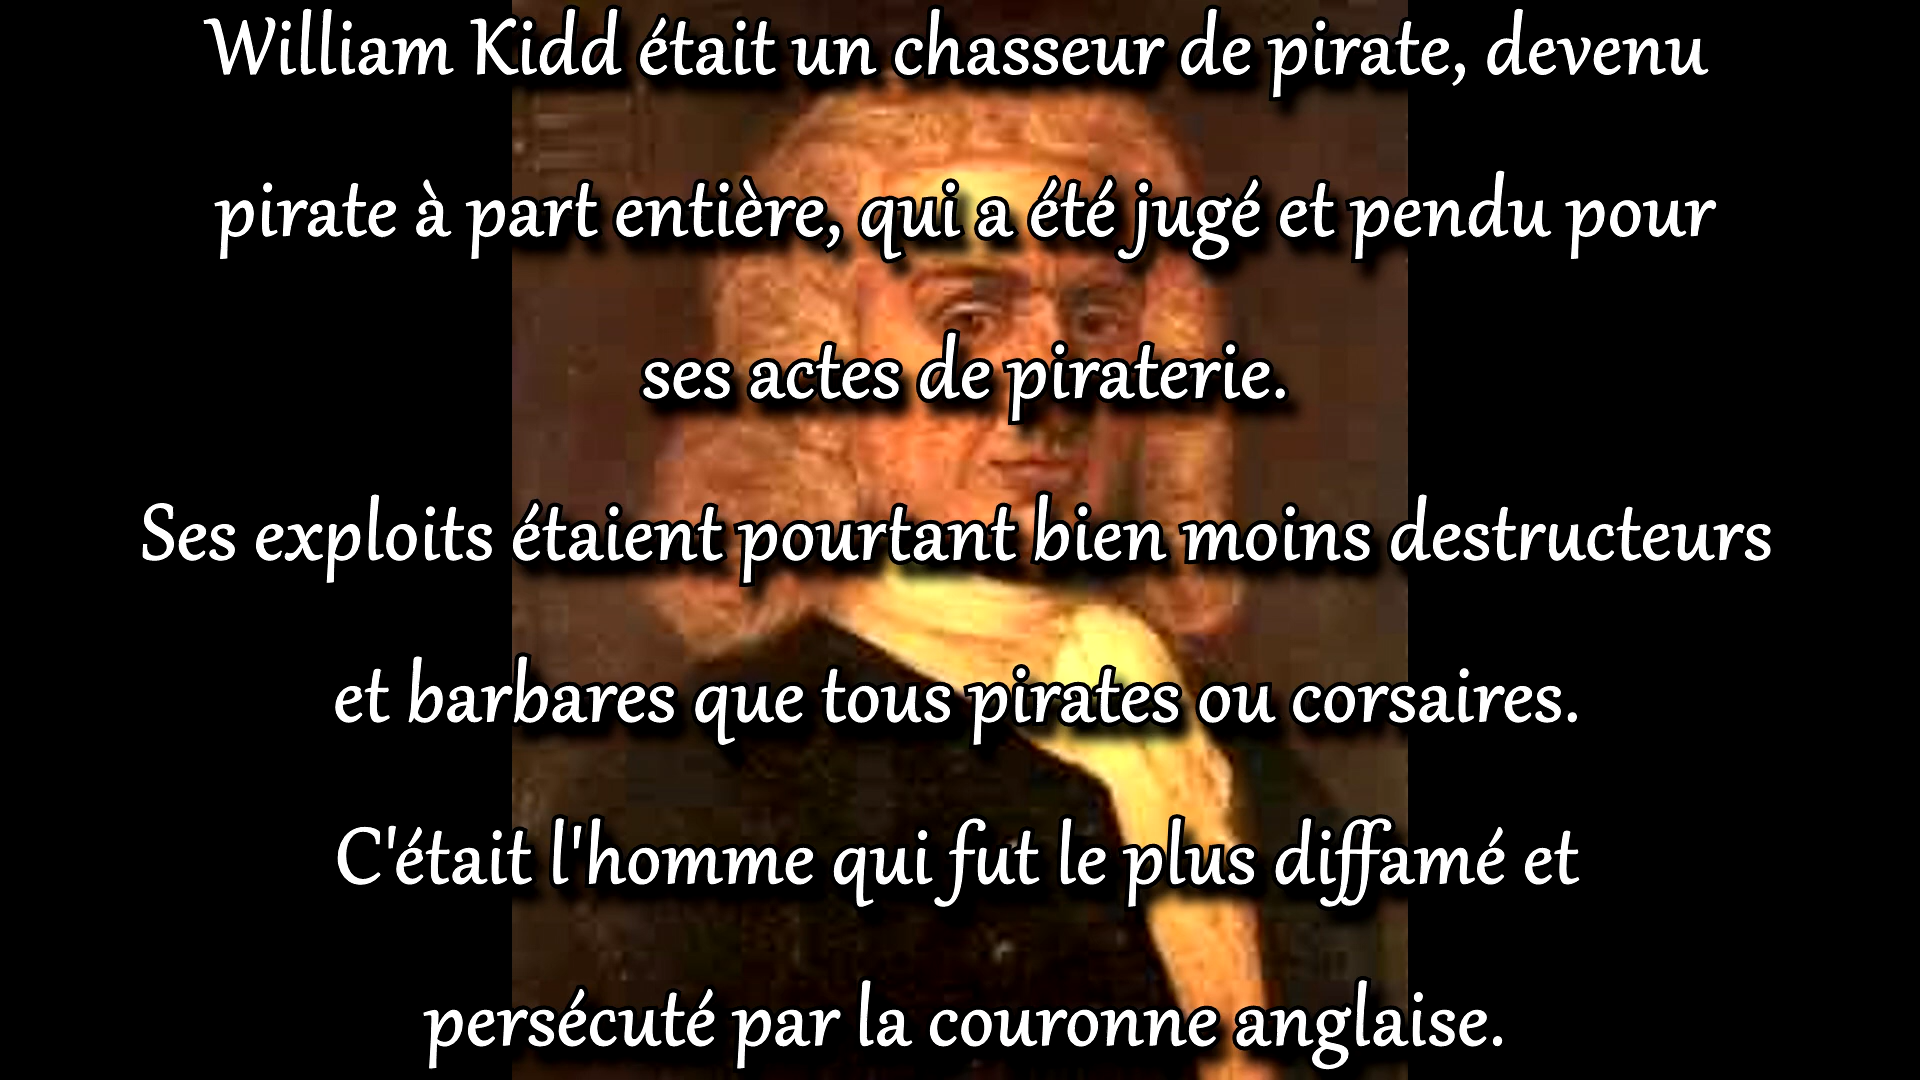 William Kidd était un chasseur de pirate, devenu
pirate à part entière, qui a été jugé et pendu pour
ses actes de piraterie.
Ses exploits étaient pourtant bien moins destructeurs
et barbares que tous pirates ou corsaires.
C'était l'homme qui fut le plus diffamé et
persécuté par la couronne anglaise.